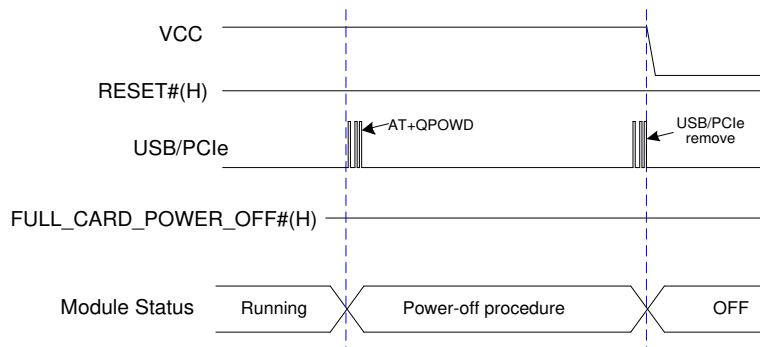 VCC
RESET#(H)
USB/PCIe
AT+QPOWD
USB/PCIe
remove
FULL_CARD_POWER_OFF#(H)
Module Status
Running
Power-off procedure
OFF